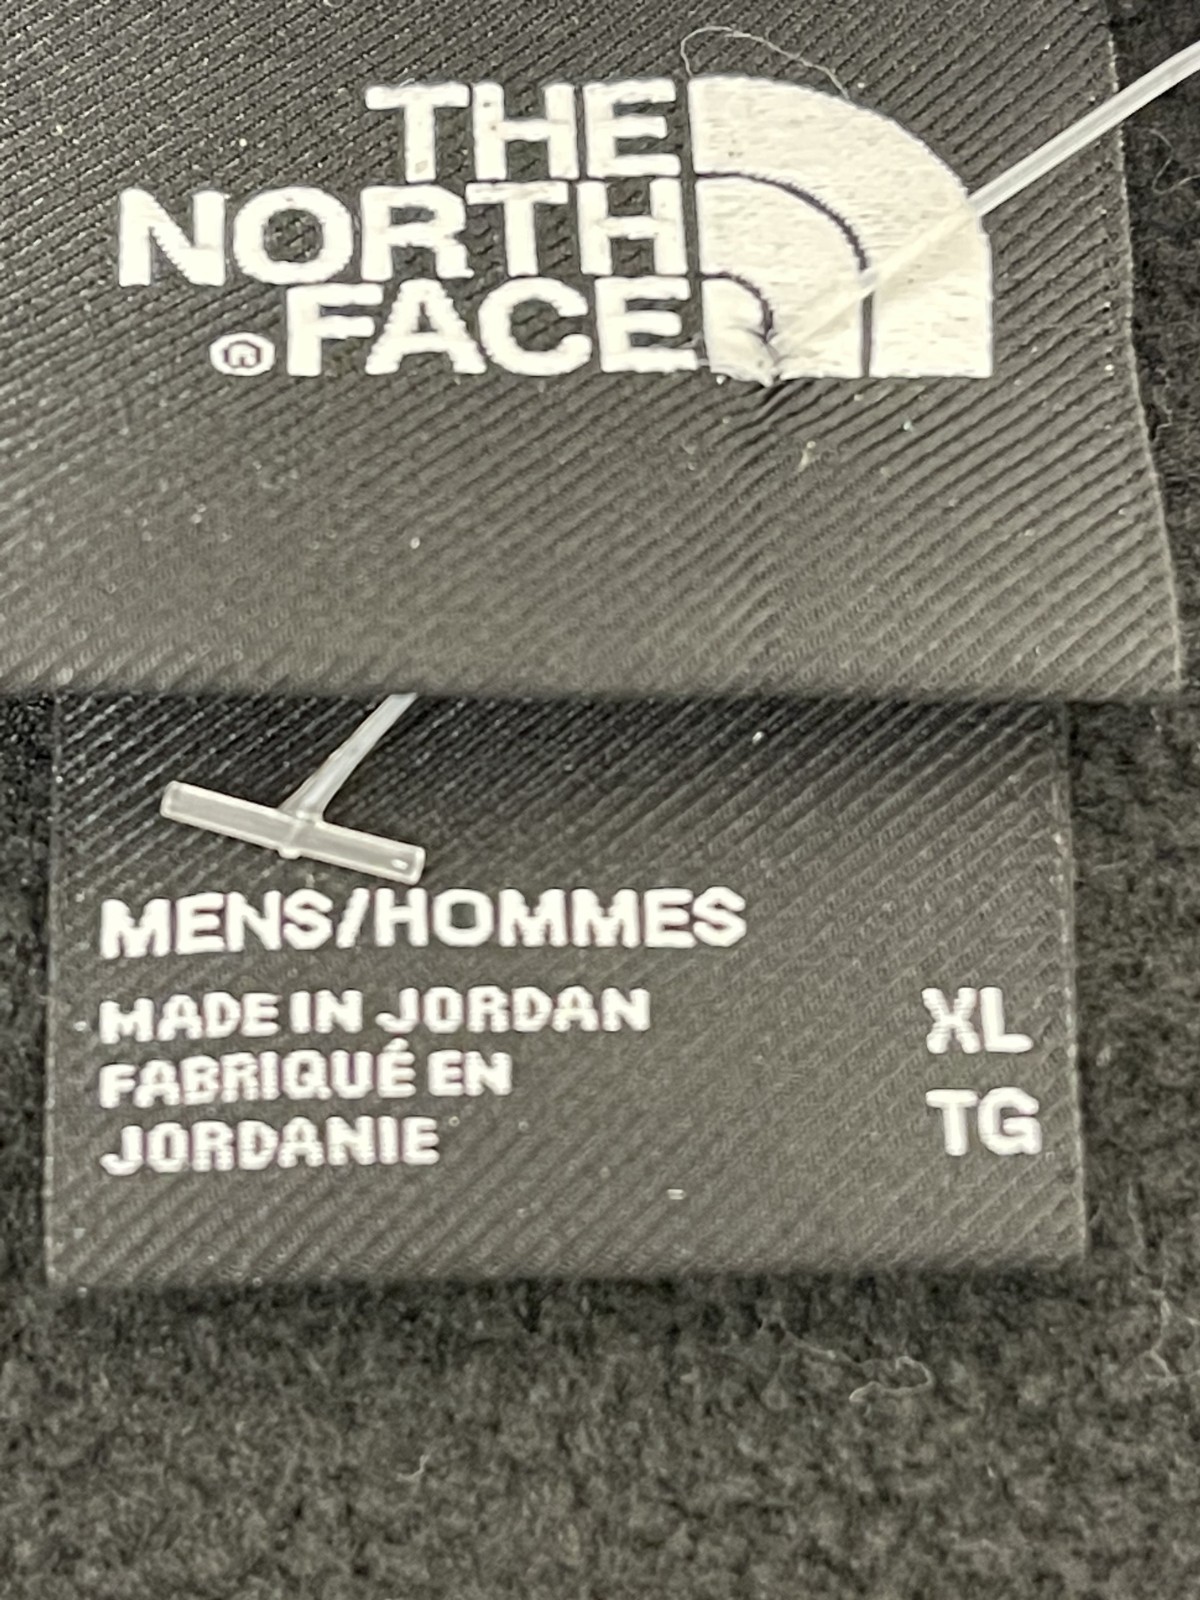 THE
NORTH
®FACE
MENS/HOMMES
MADE IN JORDAN
FABRIQUÉ EN
JORDANIE
XL
TG